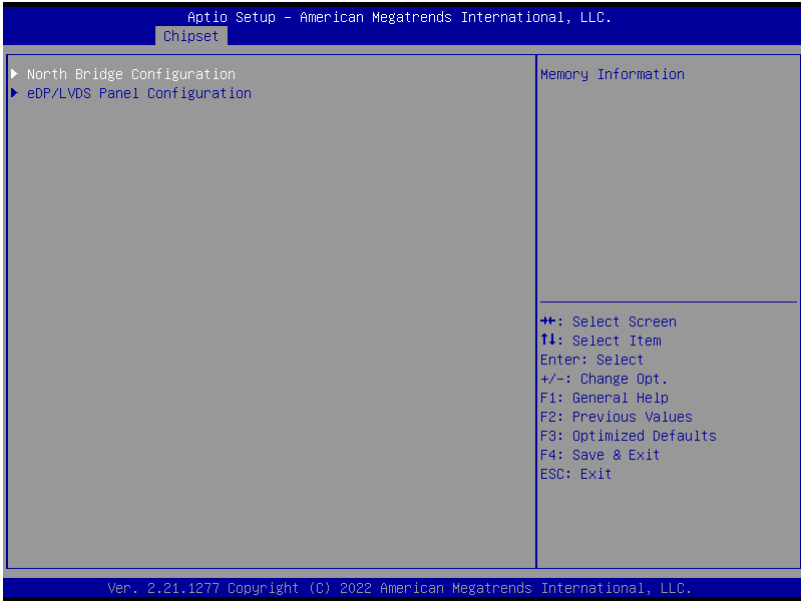 Aptio Setup – American Megatrends International, LLC.
Chipset
▶ North Bridge Configuration
▶ eDP/LVDS Panel Configuration
Memory Information
→←: Select Screen
↑↓: Select Item
Enter: Select
+/-: Change Opt.
F1: General Help
F2: Previous Values
F3: Optimized Defaults
F4: Save & Exit
ESC: Exit
Ver. 2.21.1277 Copyright (C) 2022 American Megatrends International, LLC.